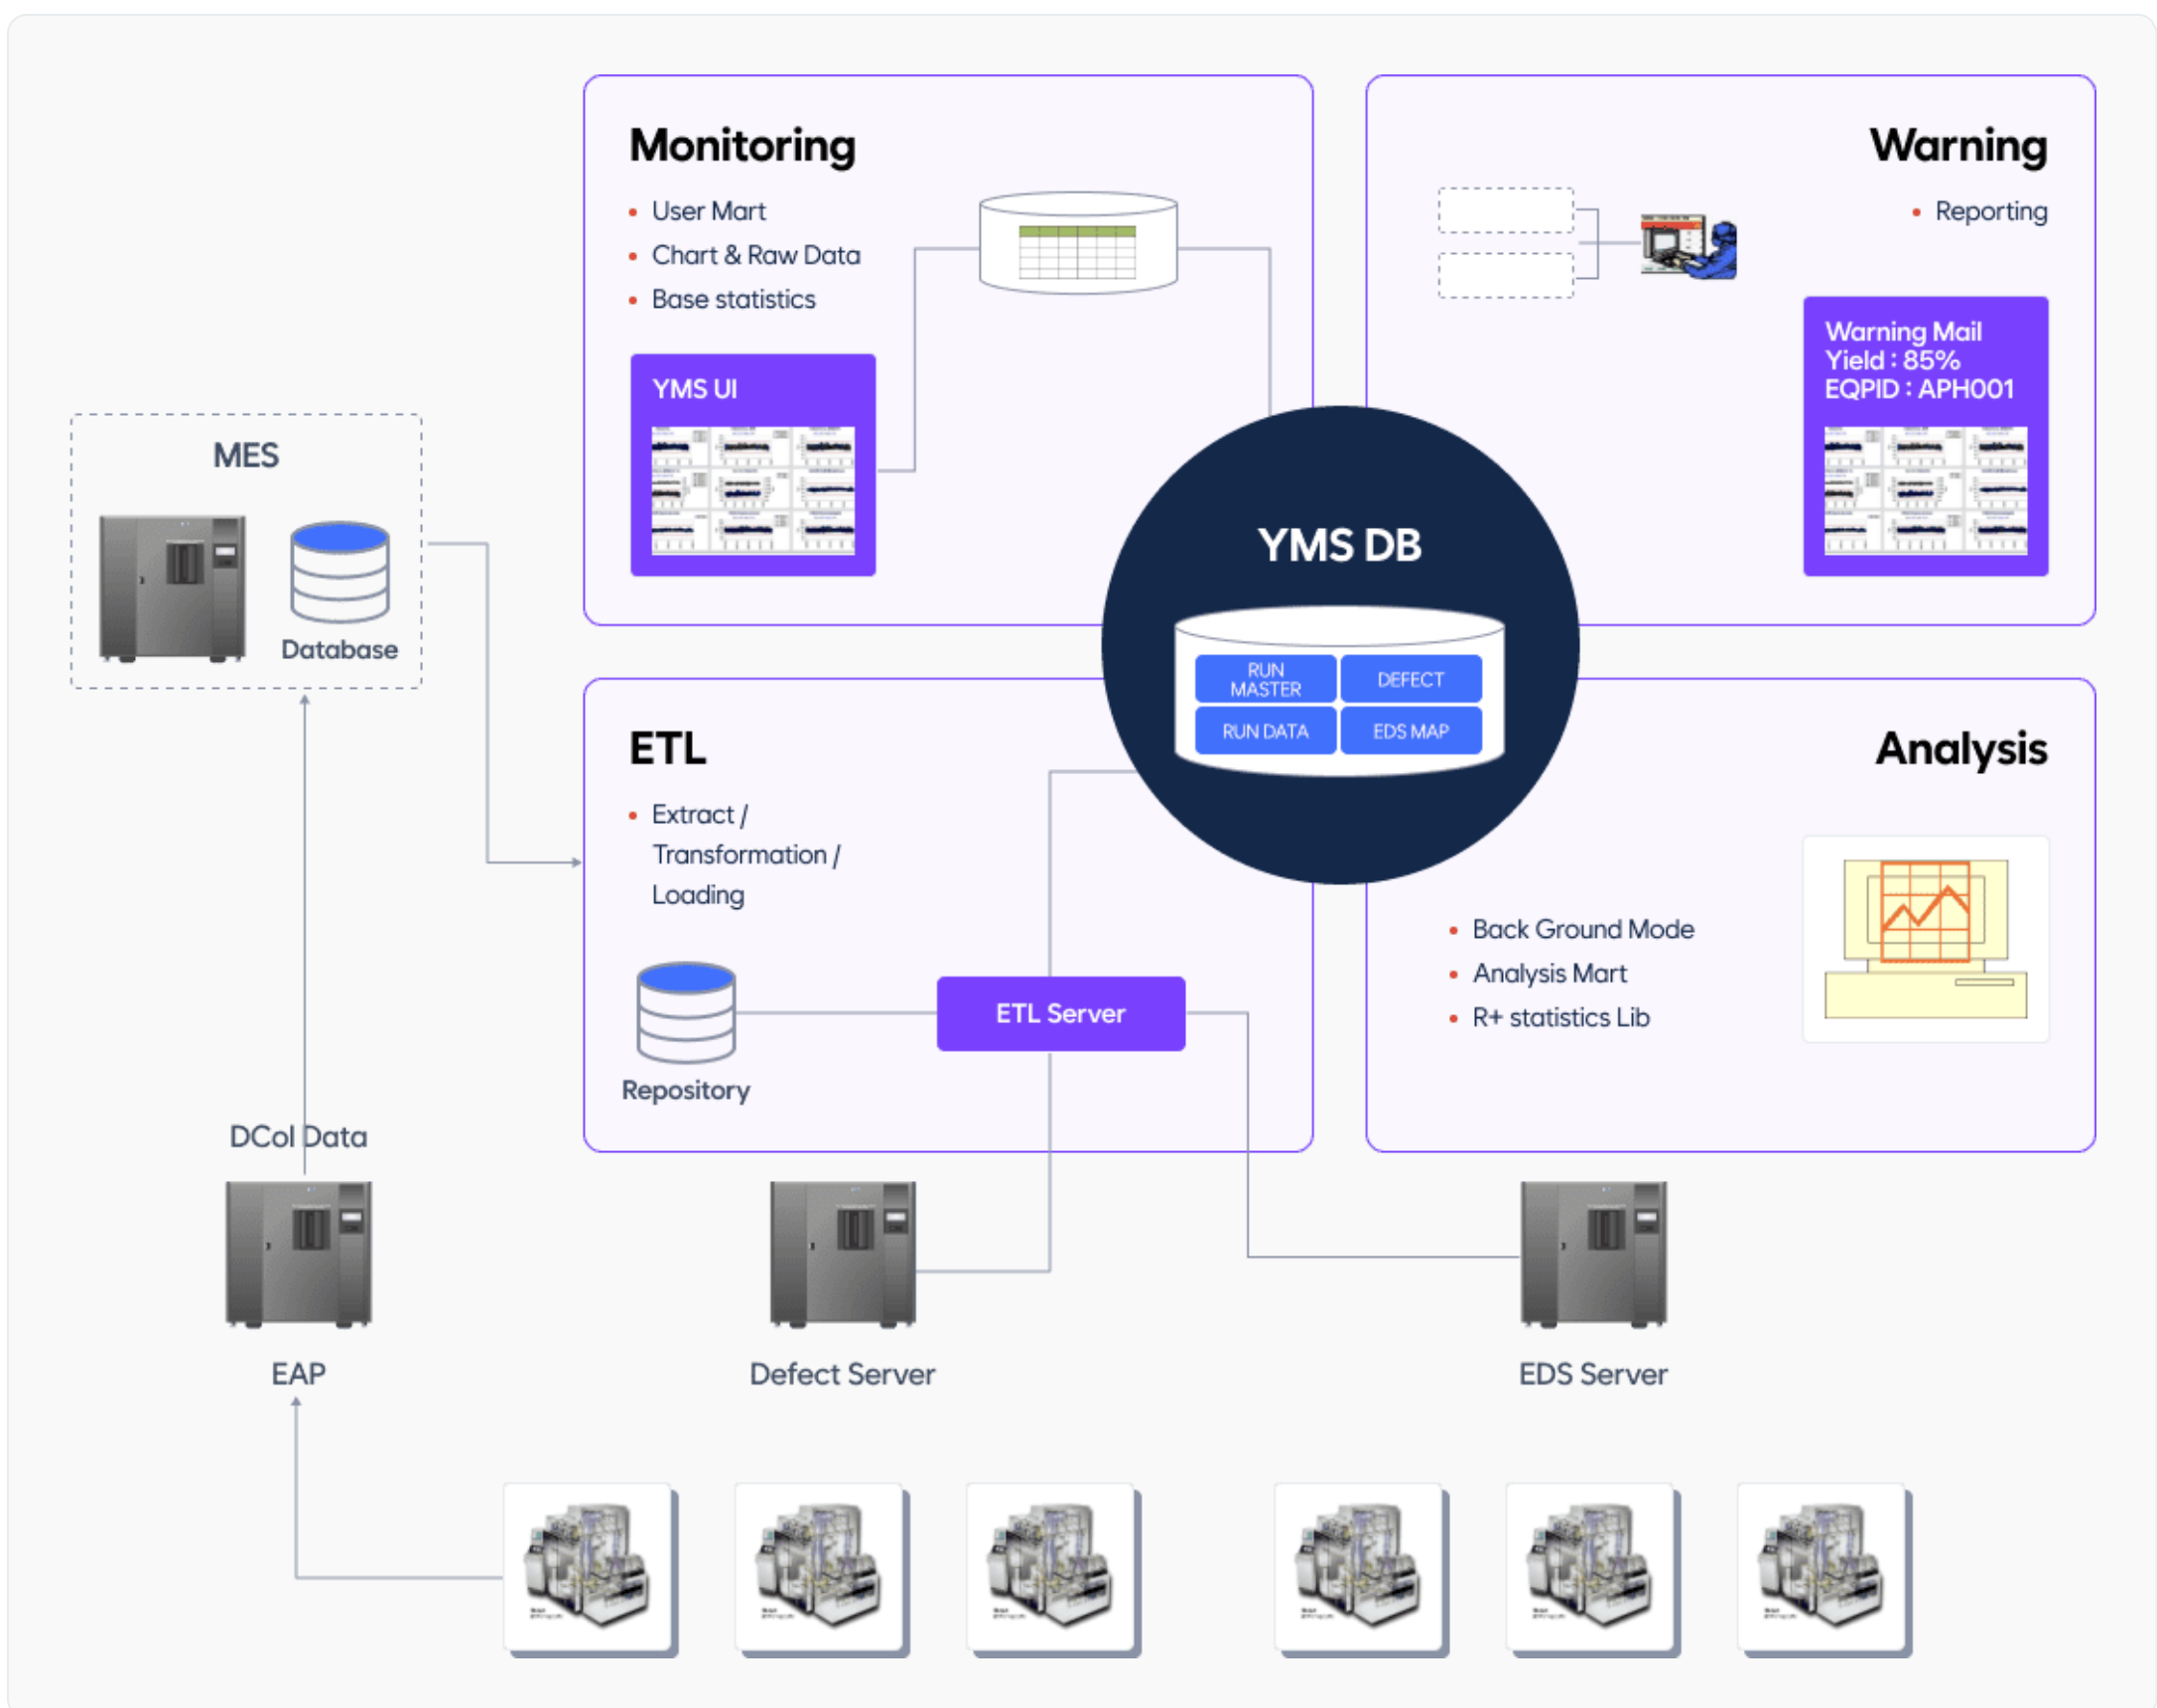 Monitoring
User Mart
Chart & Raw Data
Base statistics
YMS UI
Warning
Reporting
Warning Mail
Yield : 85%
EQPID : APH001
MES
Database
YMS DB
RUN
MASTER
DEFECT
RUN DATA
EDS MAP
ETL
Extract /
Transformation /
Loading
Repository
ETL Server
Analysis
Back Ground Mode
Analysis Mart
R+ statistics Lib
DCol Data
EAP
Defect Server
EDS Server